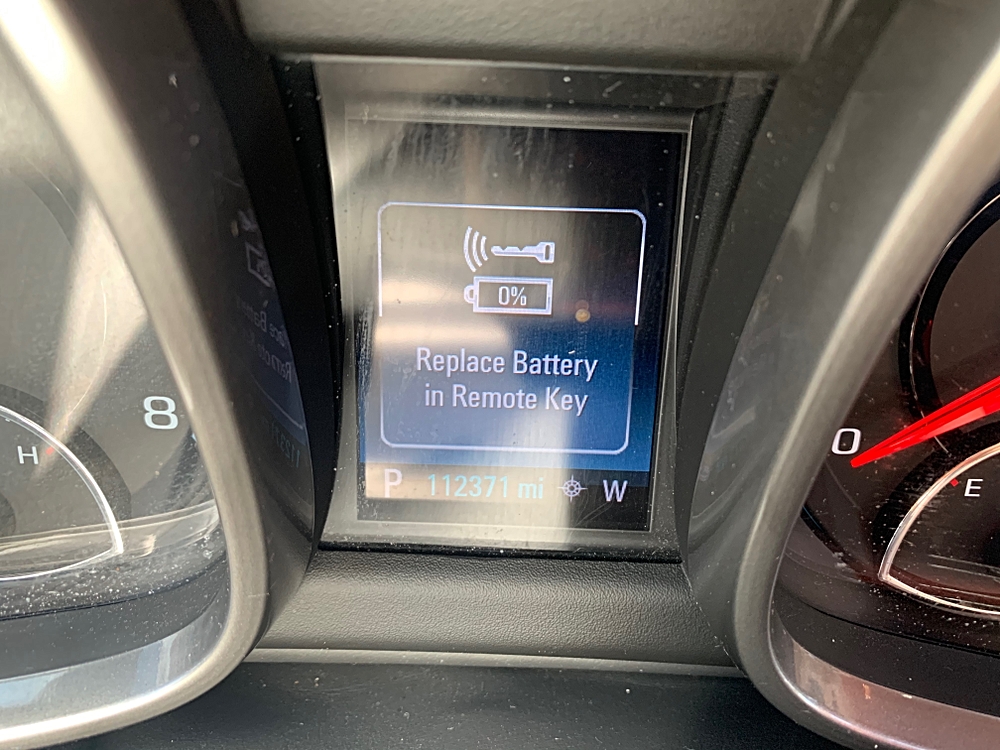 0%
Replace Battery
in Remote Key
P 112371 mi W
8
H
0
E